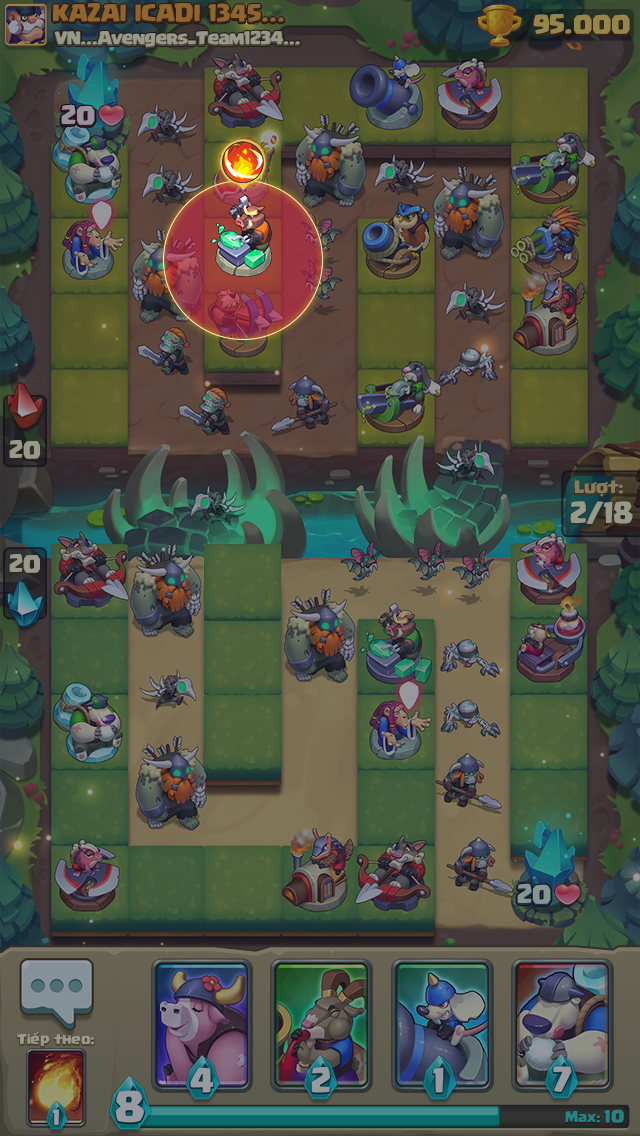 KAZAI ICADI 1345...
VN...Avengers_Team1234...
95.000
20
20
Lượt:
2/18
20
20
Tiếp theo:
1
8
4
2
1
7
Max: 10